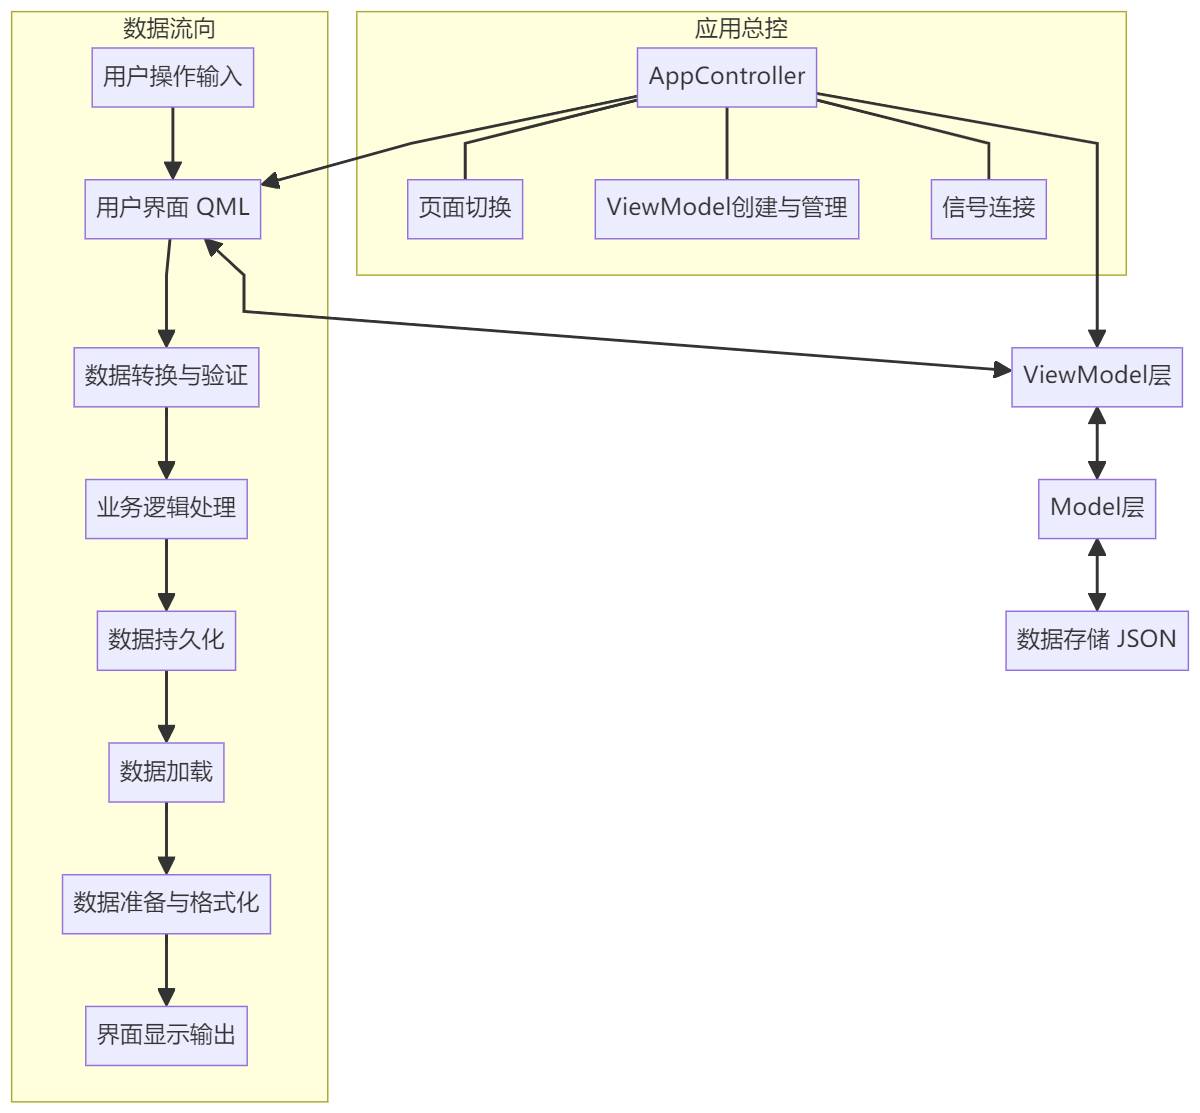 数据流向
用户操作输入
用户界面 QML
数据转换与验证
业务逻辑处理
数据持久化
数据加载
数据准备与格式化
界面显示输出
应用总控
AppController
页面切换
ViewModel创建与管理
信号连接
ViewModel层
Model层
数据存储 JSON